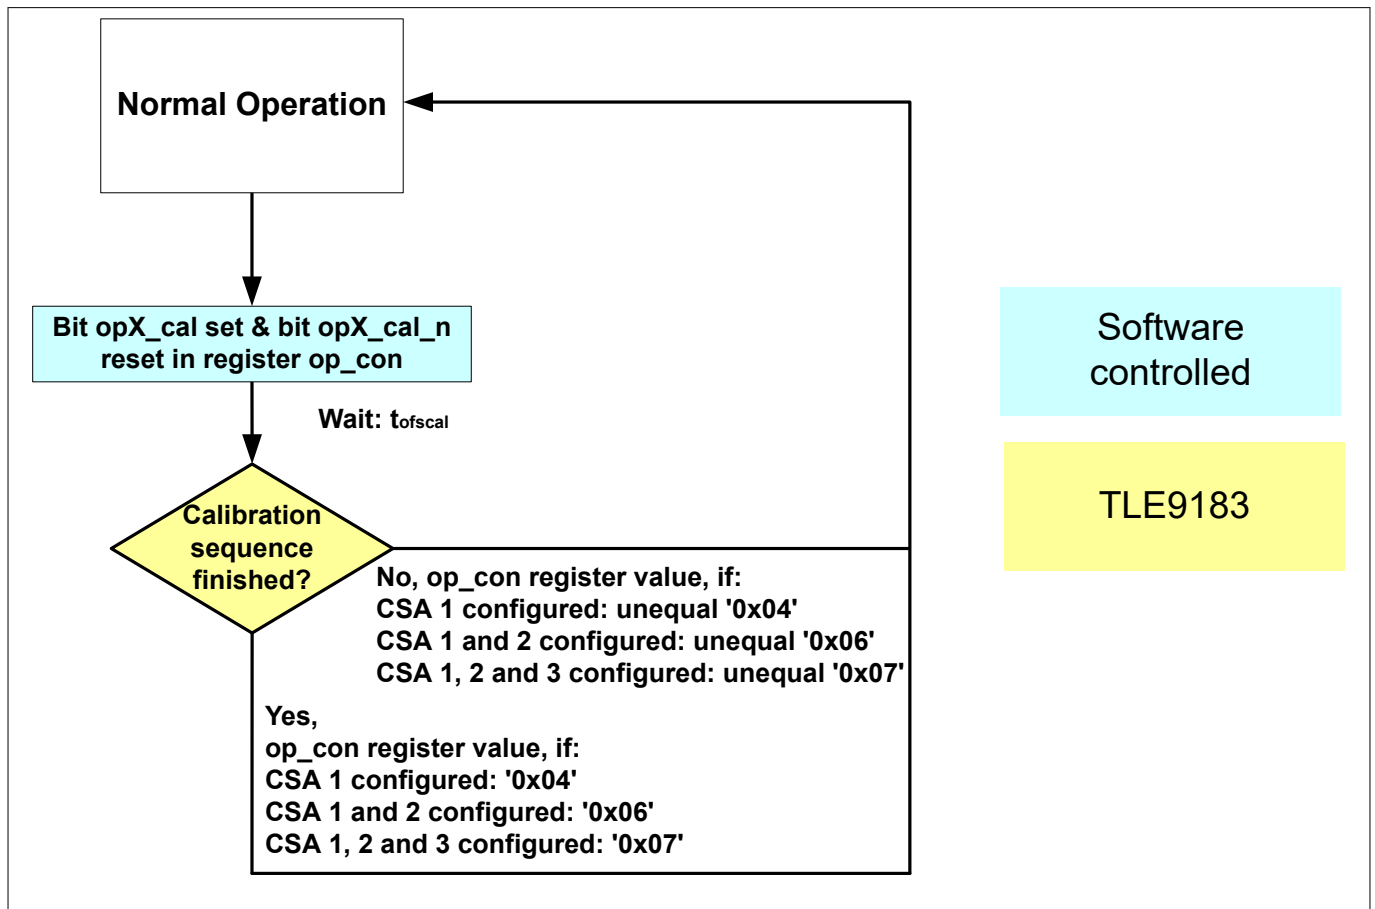 Normal Operation
Bit opX_cal set & bit opX_cal_n
reset in register op_con
Wait: tofscal
Calibration
sequence
finished?
No, op_con register value, if:
CSA 1 configured: unequal '0x04'
CSA 1 and 2 configured: unequal '0x06'
CSA 1, 2 and 3 configured: unequal '0x07'
Yes,
op_con register value, if:
CSA 1 configured: '0x04'
CSA 1 and 2 configured: '0x06'
CSA 1, 2 and 3 configured: '0x07'
Software
controlled
TLE9183